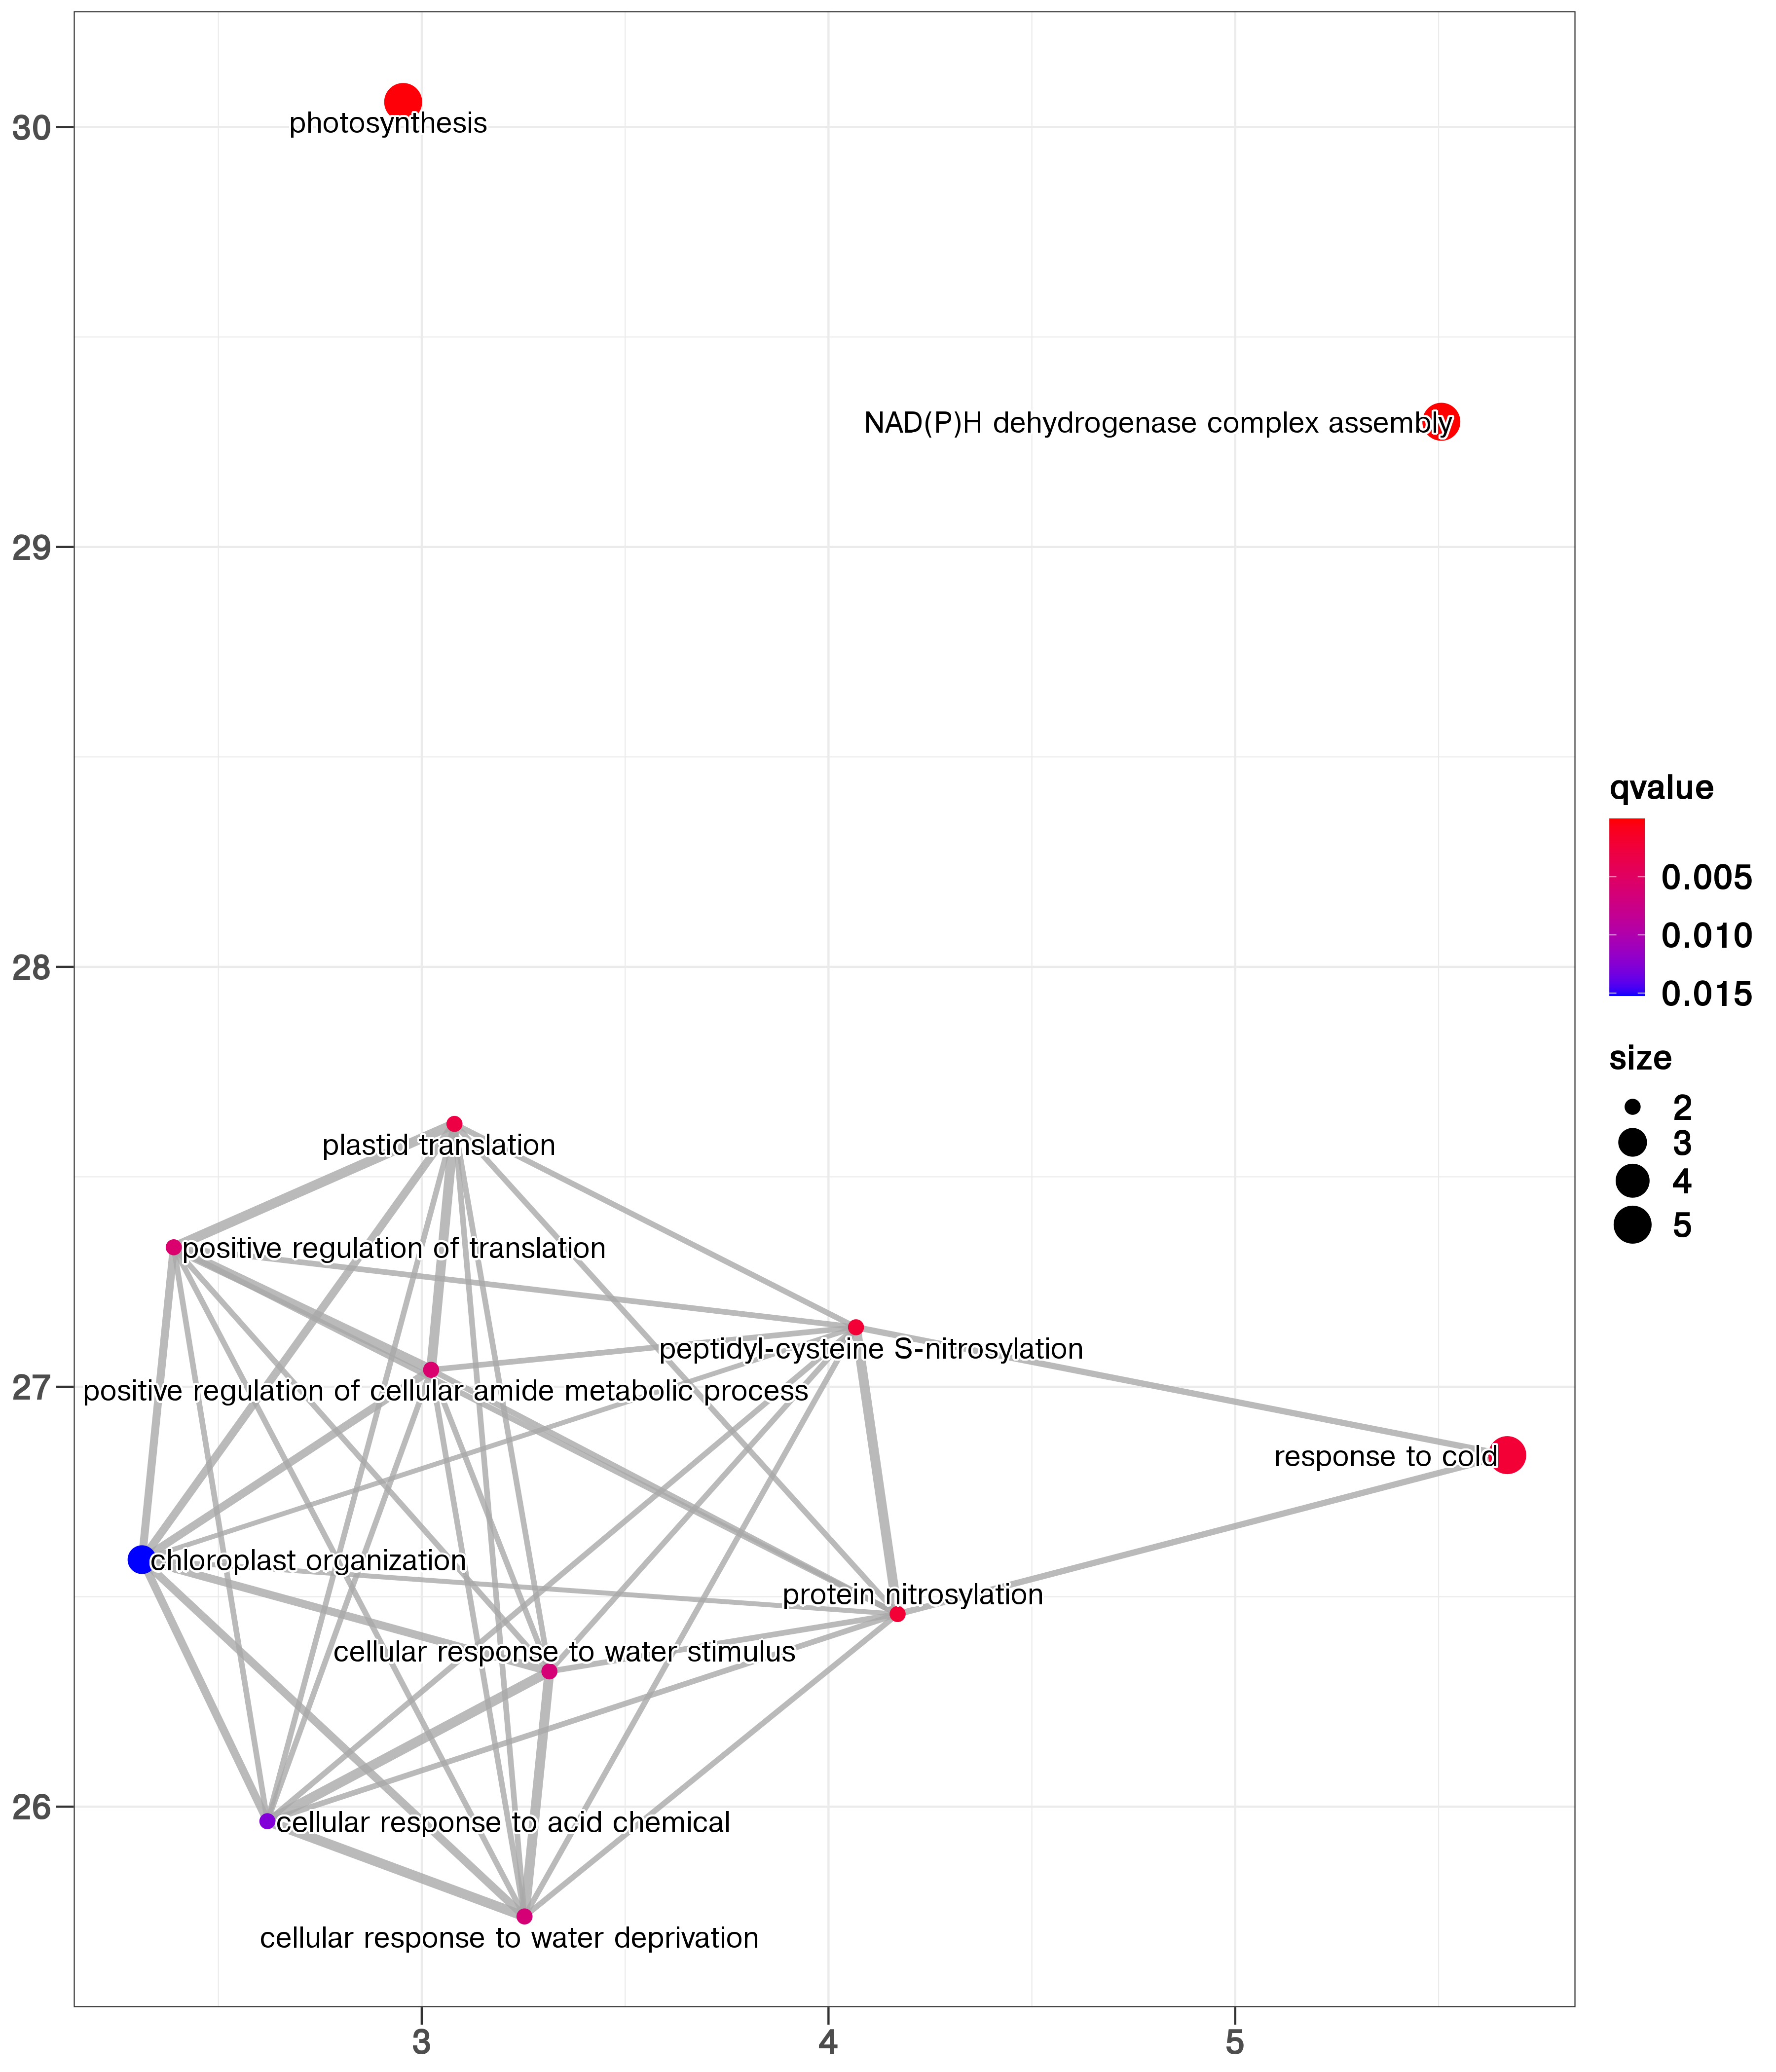 30
photosynthesis
NAD(P)H dehydrogenase complex assembly
29
28
qvalue
0.005
0.010
0.015
size
2
3
4
5
plastid translation
positive regulation of translation
peptidyl-cysteine S-nitrosylation
27
positive regulation of cellular amide metabolic process
response to cold
chloroplast organization
protein nitrosylation
cellular response to water stimulus
26
cellular response to acid chemical
cellular response to water deprivation
3
4
5